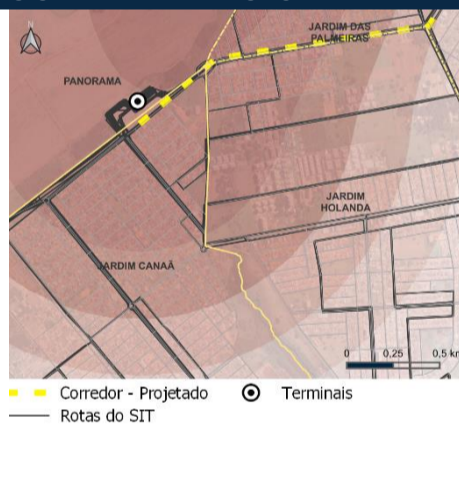 JARDIM DAS
PALMEIRAS
PANORAMA
JARDIM
HOLANDA
JARDIM CANAÃ
0 0,25 0,5 km
Corredor - Projetado Terminais
Rotas do SIT